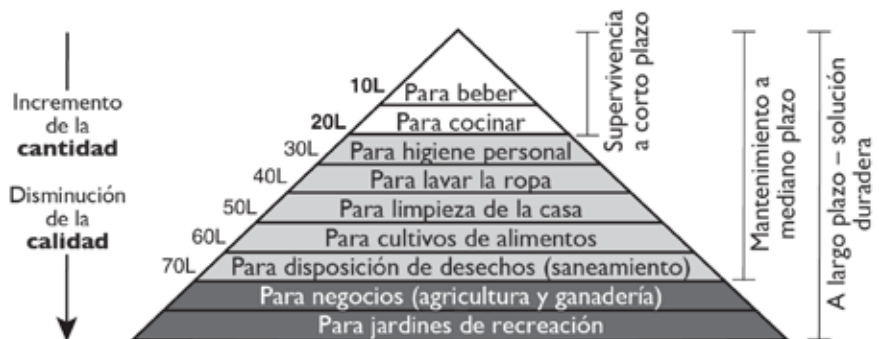 Incremento
de la
cantidad
Disminución
de la
calidad
10L
Para beber
20L
Para cocinar
30L
Para higiene personal
40L
Para lavar la ropa
50L
Para limpieza de la casa
60L
Para cultivos de alimentos
70L
Para disposición de desechos (saneamiento)
Para negocios (agricultura y ganadería)
Para jardines de recreación
Supervivencia
a corto plazo
Mantenimiento a
mediano plazo
A largo plazo – solución
duradera